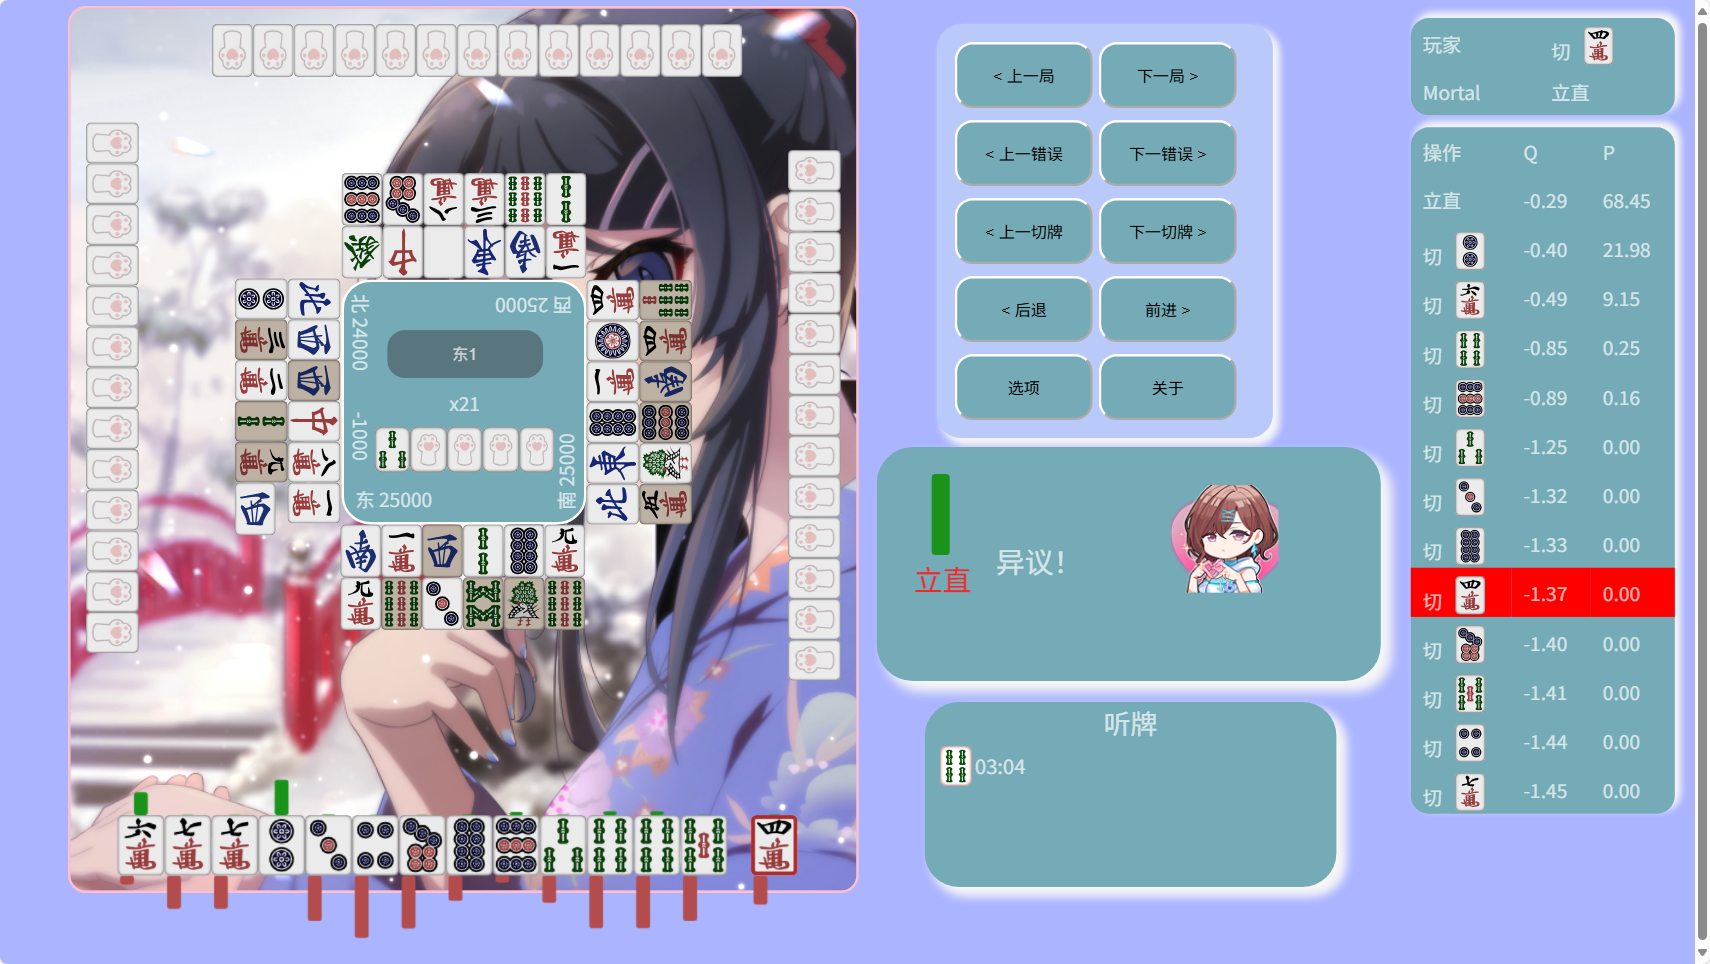 北 24000
-1000
西 25000
东1
x21
南 25000
东 25000
< 上一局
下一局 >
< 上一错误
下一错误 >
< 上一切牌
下一切牌 >
< 后退
前进 >
选项
关于
立直
异议!
听牌
03:04
玩家 切
Mortal 立直
操作 Q P
立直 -0.29 68.45
切 -0.40 21.98
切 -0.49 9.15
切 -0.85 0.25
切 -0.89 0.16
切 -1.25 0.00
切 -1.32 0.00
切 -1.33 0.00
切 -1.37 0.00
切 -1.40 0.00
切 -1.41 0.00
切 -1.44 0.00
切 -1.45 0.00